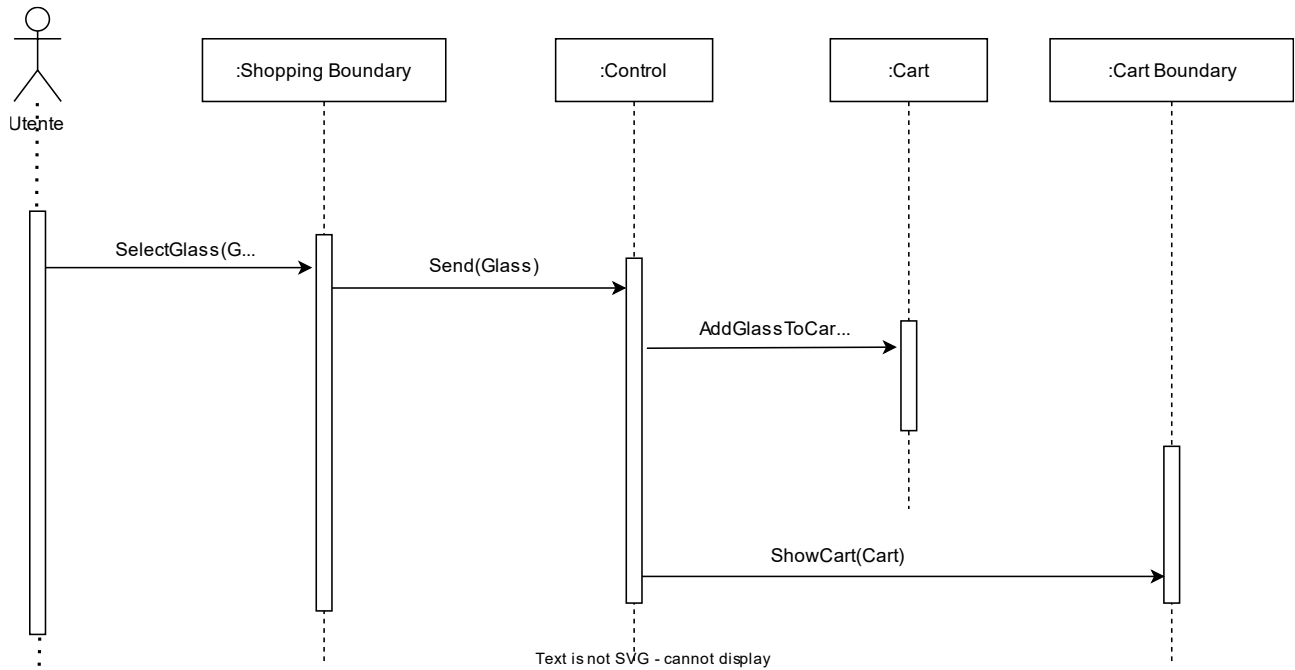 :Shopping Boundary
:Control
:Cart
:Cart Boundary
Utente
SelectGlass(G...
Send(Glass)
AddGlassToCar...
ShowCart(Cart)
Text is not SVG - cannot display